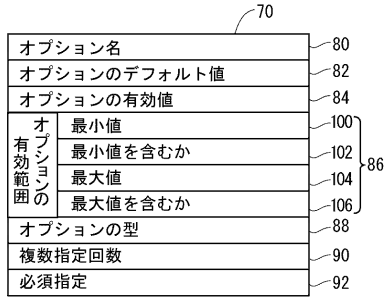 70
オプション名 80
オプションのデフォルト値 82
オプションの有効値 84
オプションの有効範囲 86
最小値 100
最小値を含むか 102
最大値 104
最大値を含むか 106
オプションの型 88
複数指定回数 90
必須指定 92